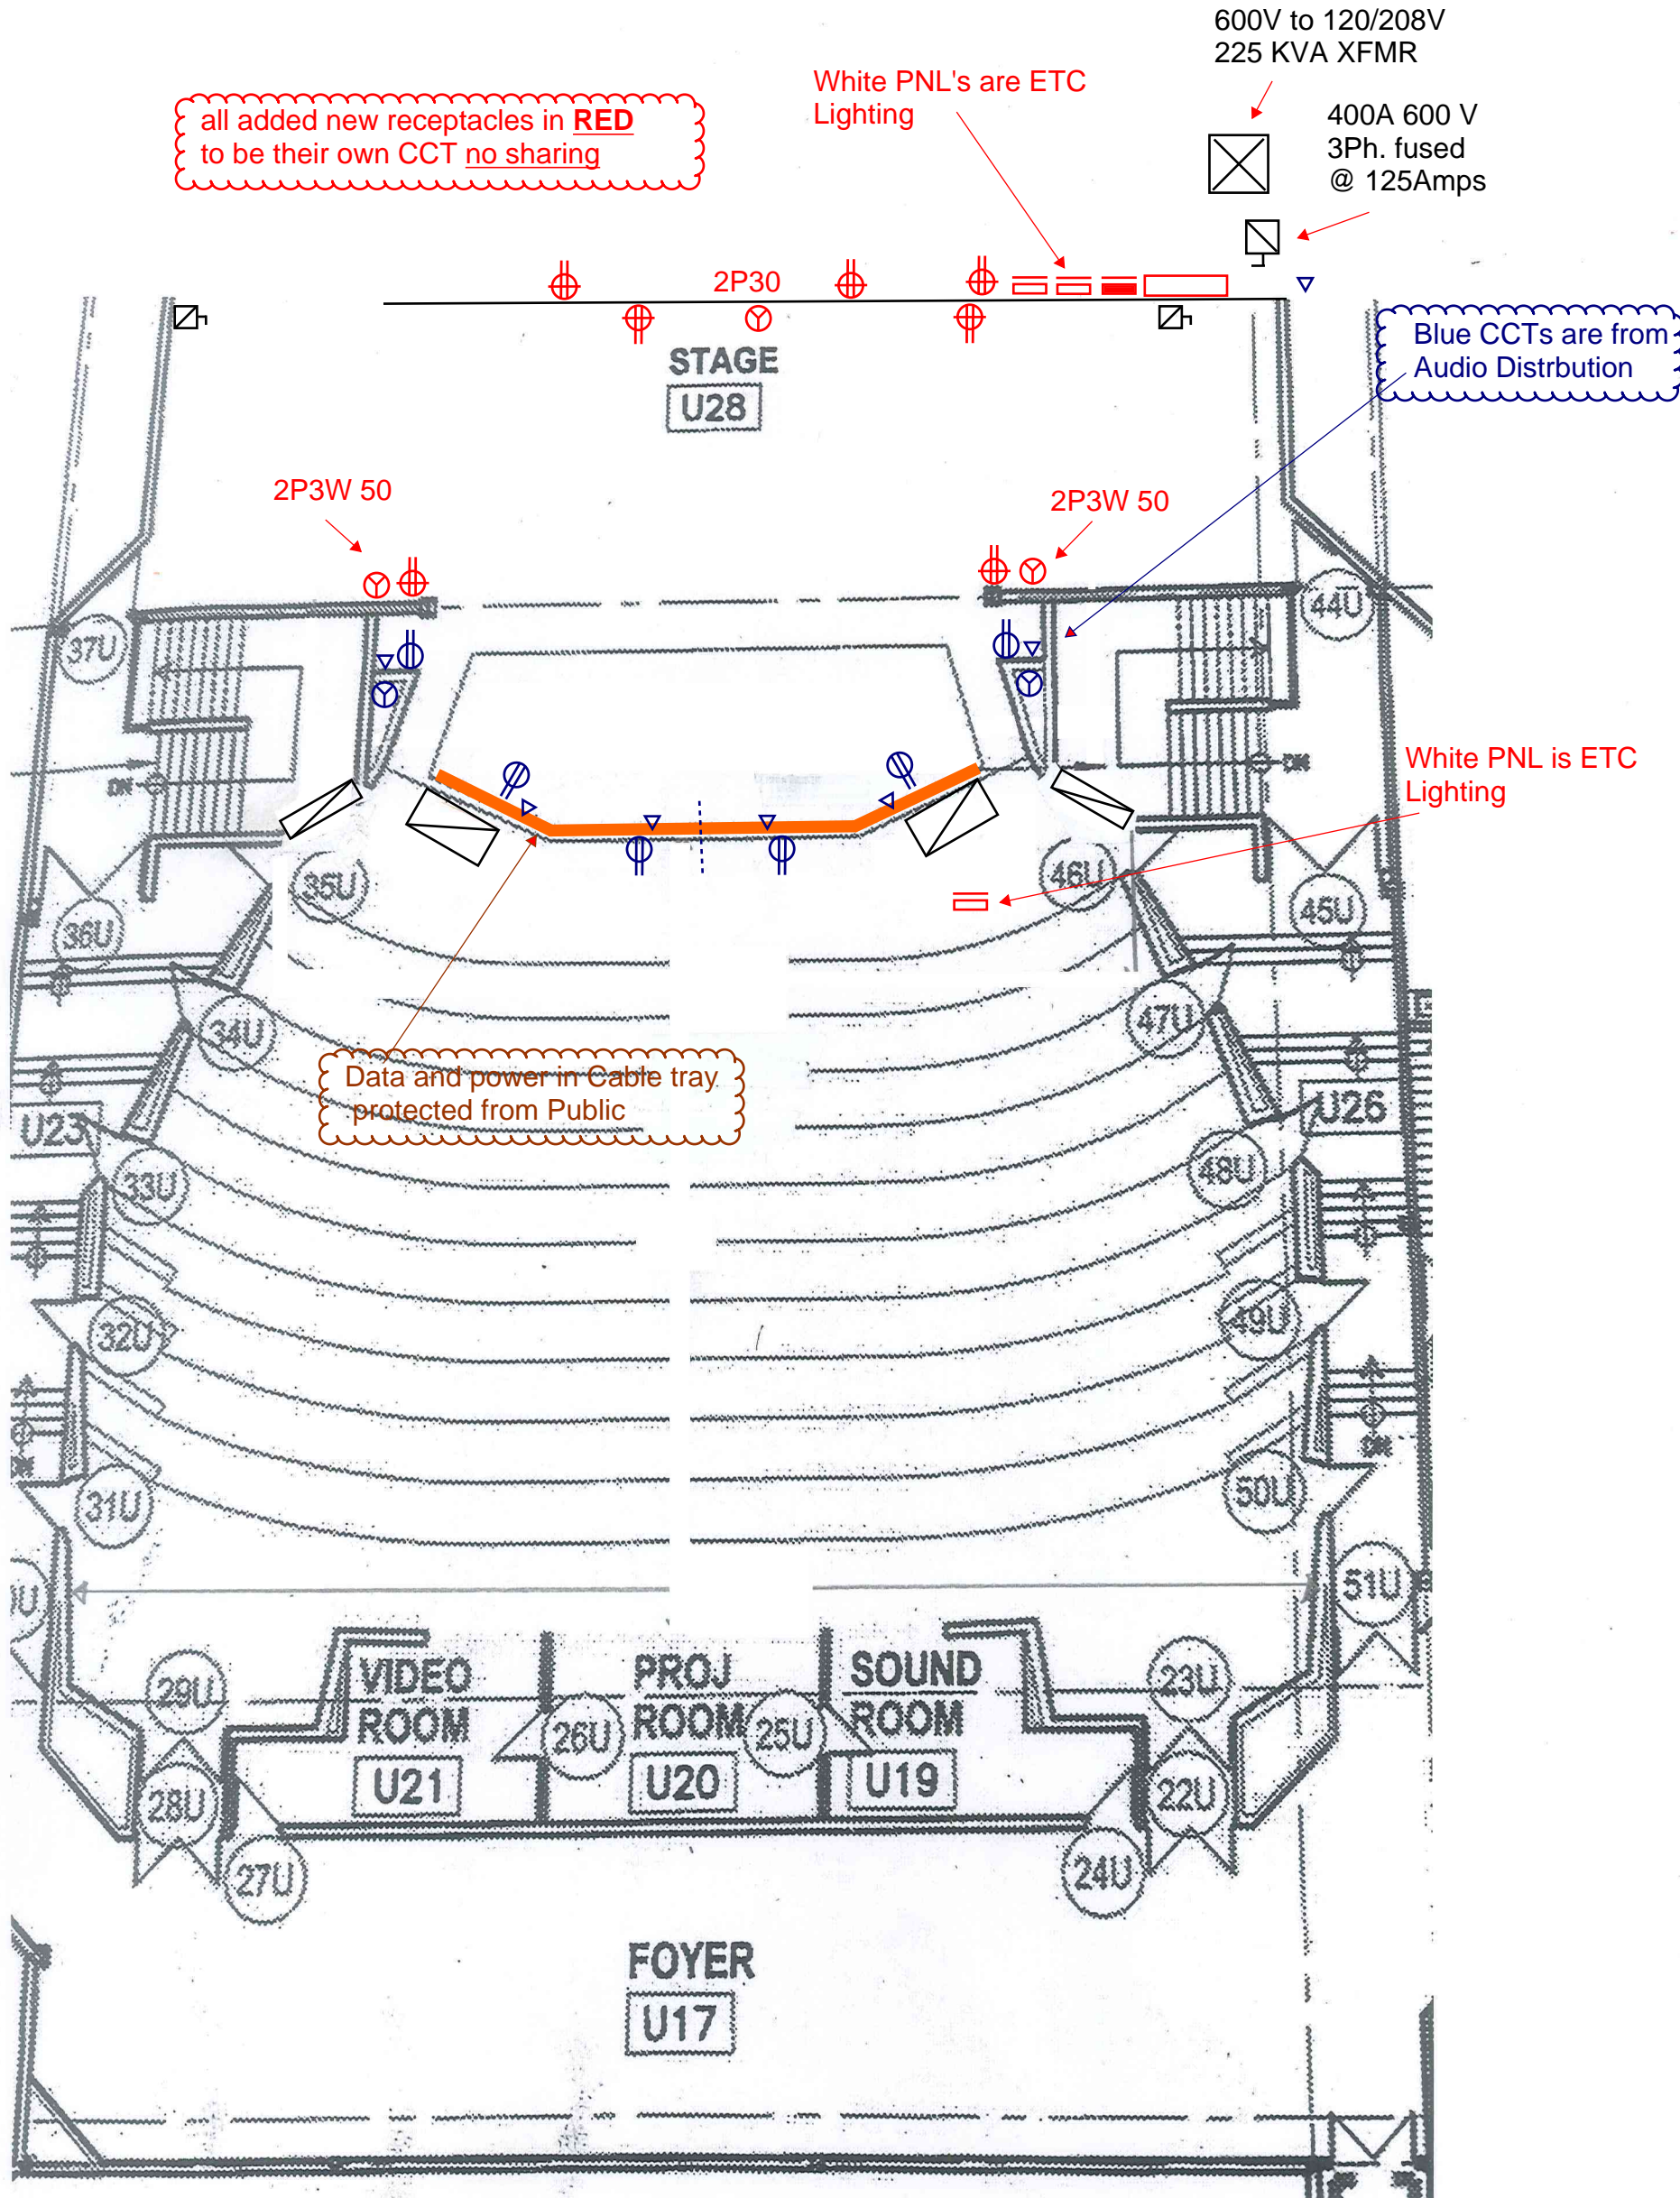 600V to 120/208V
225 KVA XFMR
White PNL's are ETC
Lighting
all added new receptacles in RED
to be their own CCT no sharing
400A 600 V
3Ph. fused
@ 125Amps
2P30
Blue CCTs are from
Audio Distrbution
STAGE
U28
2P3W 50
2P3W 50
37U
44U
DN
DN
White PNL is ETC
Lighting
35U
46U
36U
45U
34U
47U
Data and power in Cable tray
protected from Public
U23
U26
33U
48U
32U
49U
DN
31U
50U
51U
VIDEO
ROOM
U21
PROJ
ROOM
U20
SOUND
ROOM
U19
29U
23U
26U
25U
28U
22U
27U
24U
FOYER
U17